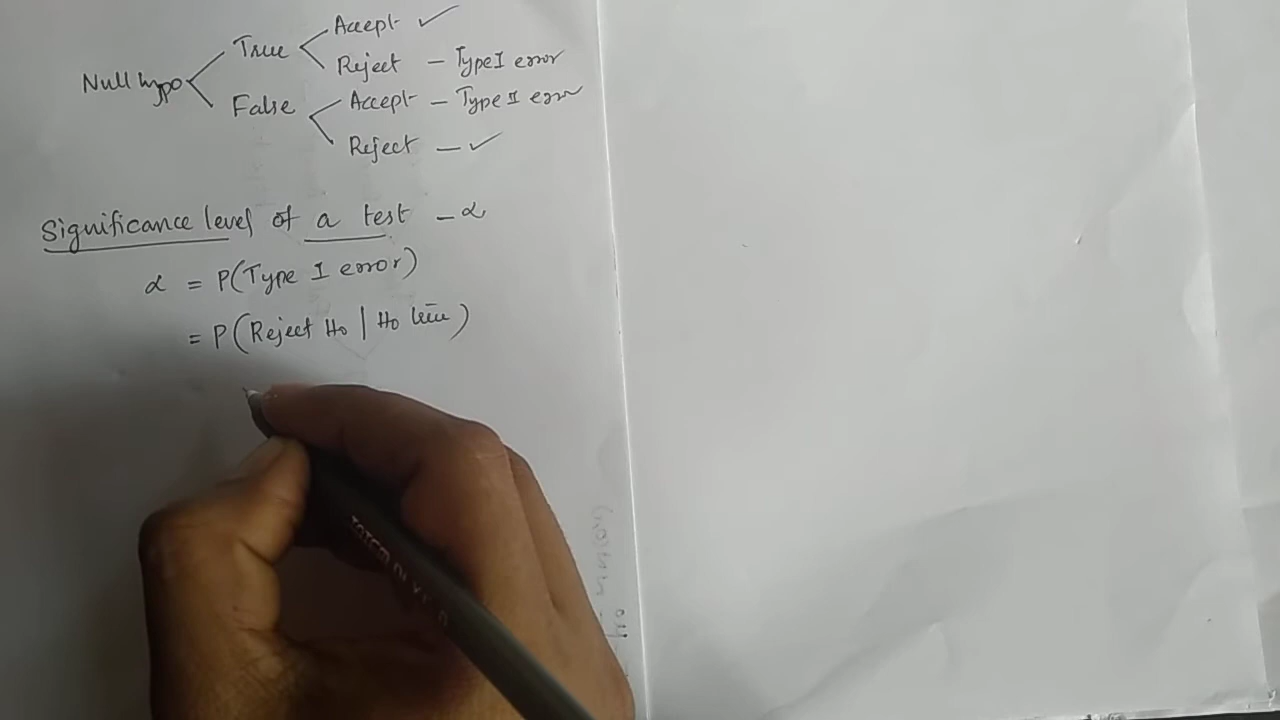 Null hypo
True
Accept ✓
Reject - Type I error
False
Accept - Type II error
Reject - ✓
Significance level of a test - α
α = P(Type I error)
= P(Reject H₀ | H₀ true)